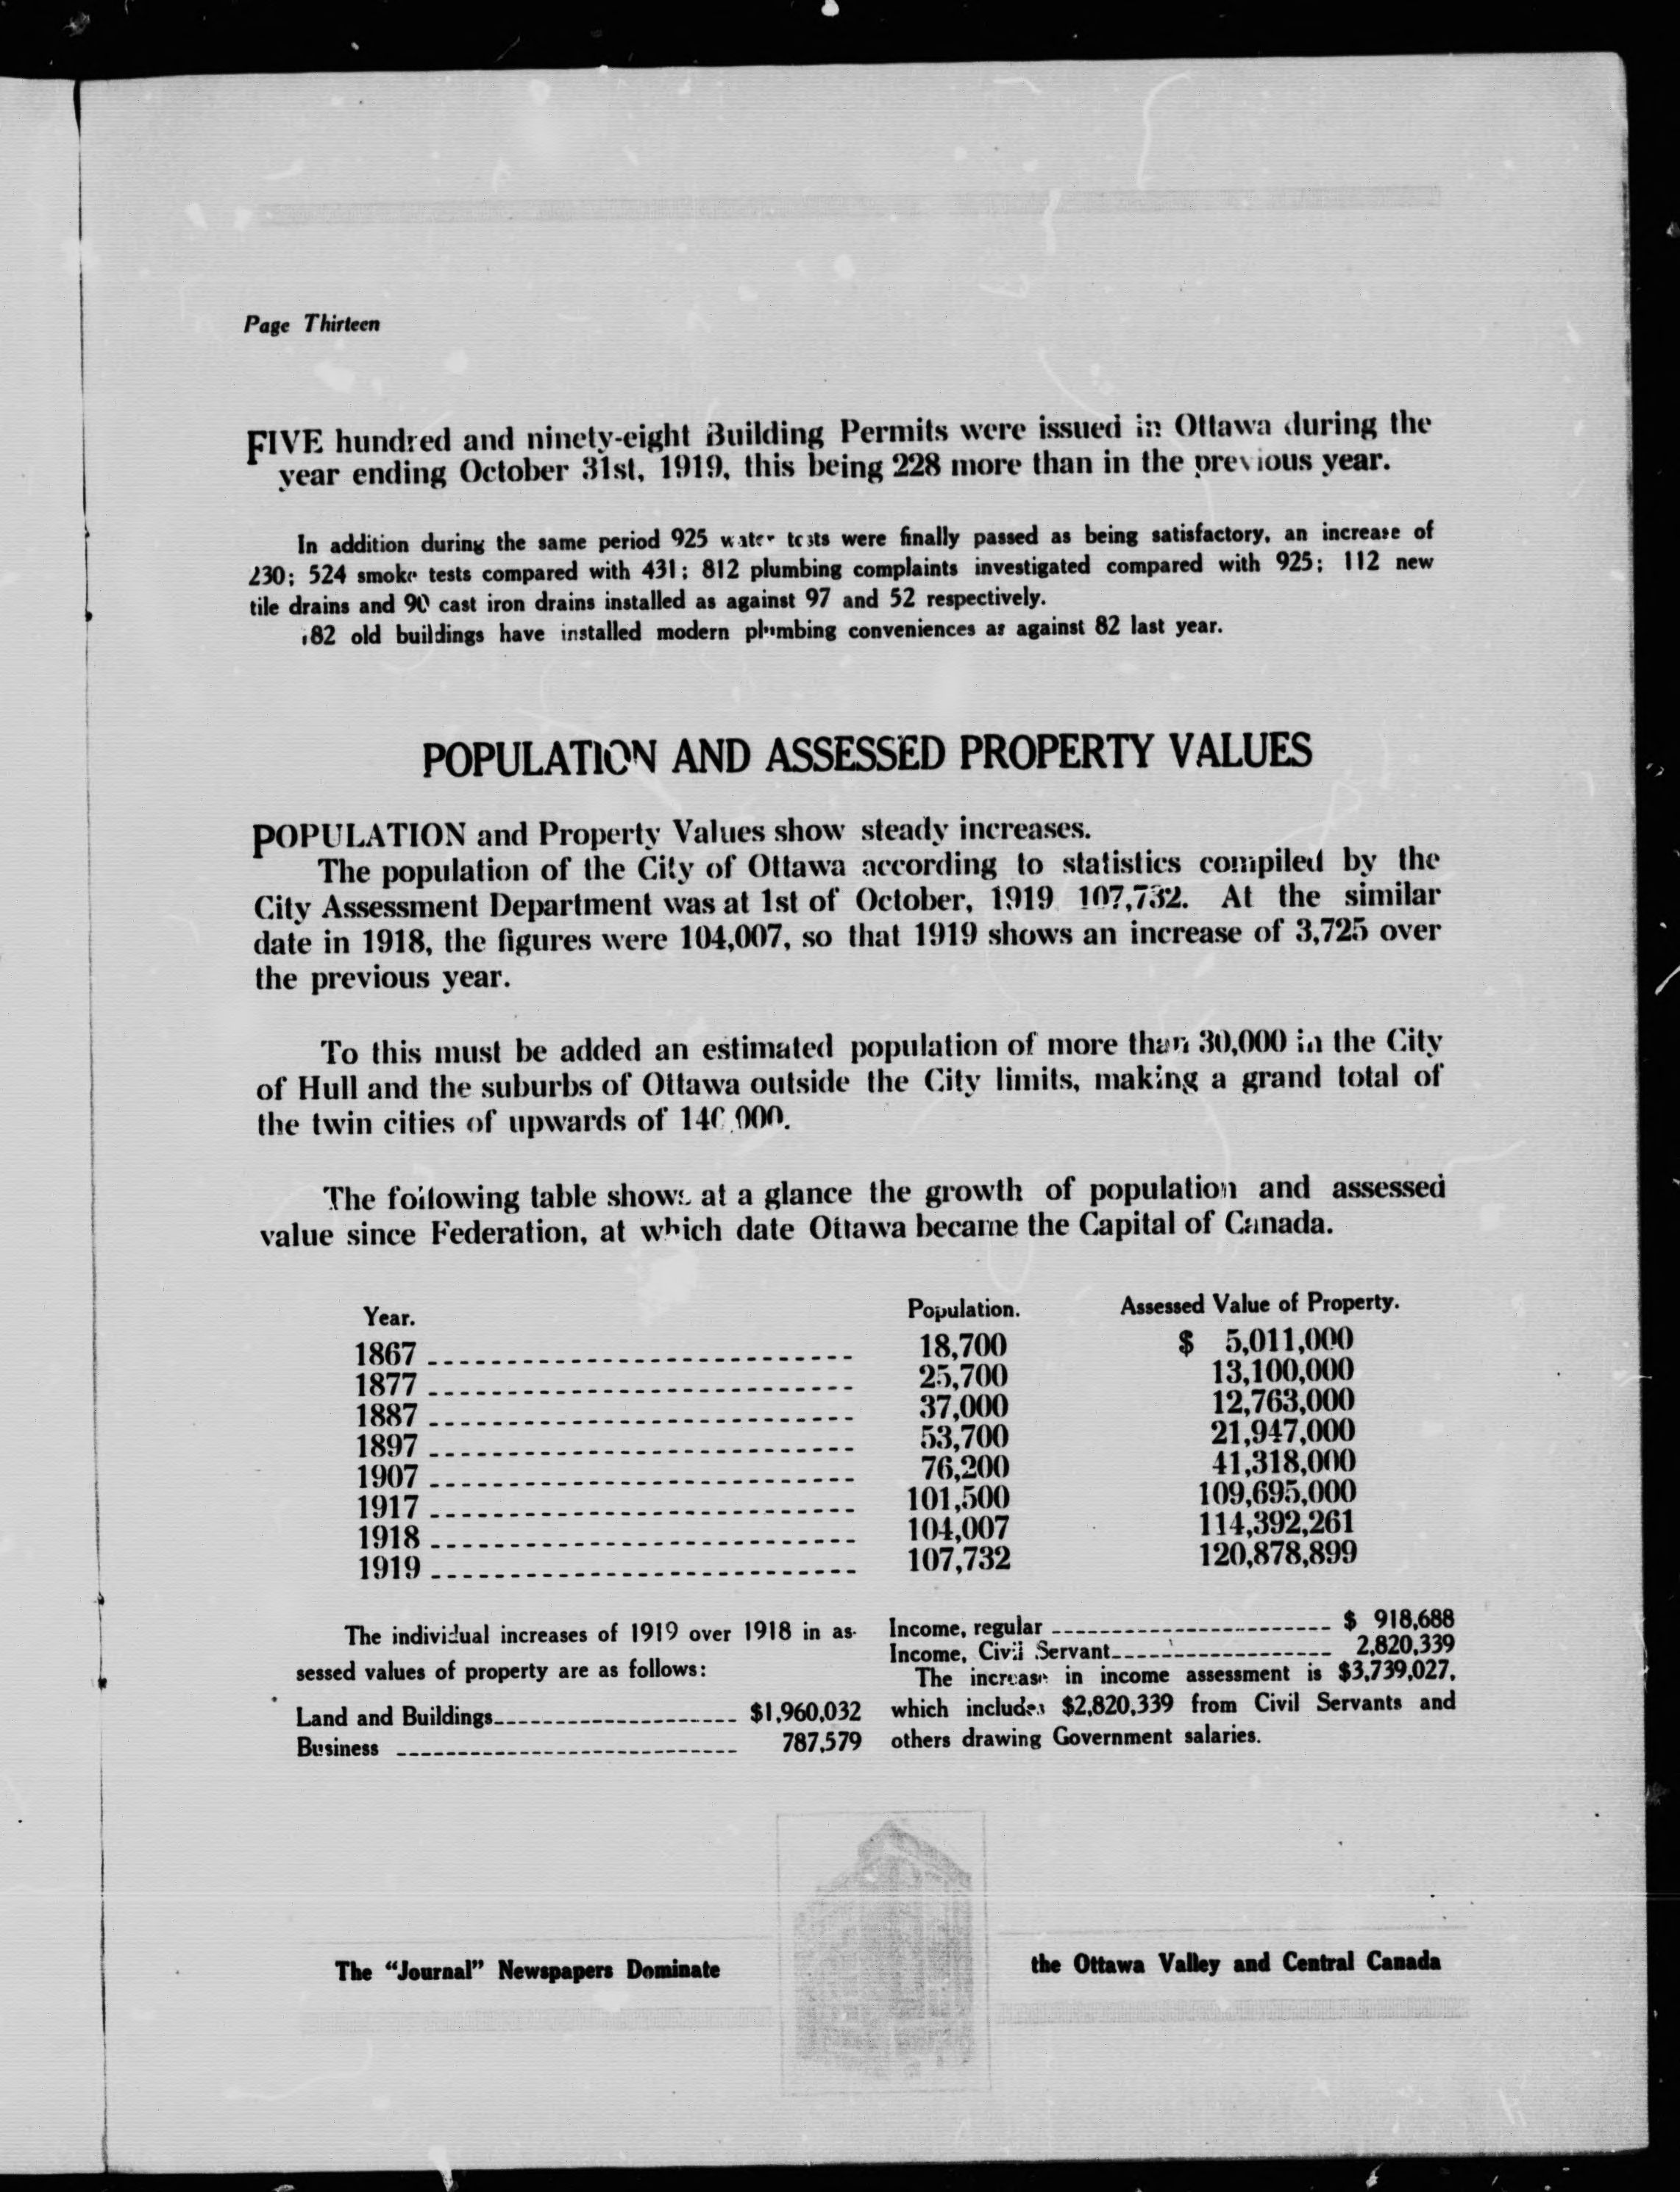 Page Thirteen
FIVE hundred and ninety-eight Building Permits were issued in Ottawa during the
year ending October 31st, 1919, this being 228 more than in the previous year.
In addition during the same period 925 water tests were finally passed as being satisfactory, an increase of
230; 524 smoke tests compared with 431; 812 plumbing complaints investigated compared with 925; 112 new
tile drains and 90 cast iron drains installed as against 97 and 52 respectively.
old buildings have installed modern plumbing conveniences as against 82 last year.
POPULATION AND ASSESSED PROPERTY VALUES
POPULATION and Property Values show steady increases.
The population of the City of Ottawa according to statistics compiled by the
City Assessment Department was at 1st of October, 1919 107,732. At the similar
date in 1918, the figures were 104,007, so that 1919 shows an increase of 3,725 over
the previous year.
To this must be added an estimated population of more than 30,000 in the City
of Hull and the suburbs of Ottawa outside the City limits, making a grand total of
the twin cities of upwards of 140,000.
The following table shows at a glance the growth of population and assessed
value since Federation, at which date Ottawa became the Capital of Canada.
Year. Population. Assessed Value of Property.
1867 18,700 $ 5,011,000
1877 25,700 13,100,000
1887 37,000 12,763,000
1897 53,700 21,947,000
1907 76,200 41,318,000
1917 101,500 109,695,000
1918 104,007 114,392,261
1919 107,732 120,878,899
The individual increases of 1919 over 1918 in as-
sessed values of property are as follows:
Land and Buildings $1,960,032
Business 787,579
Income, regular $ 918,688
Income, Civil Servant 2,820,339
The increase in income assessment is $3,739,027,
which includes $2,820,339 from Civil Servants and
others drawing Government salaries.
The "Journal" Newspapers Dominate
the Ottawa Valley and Central Canada